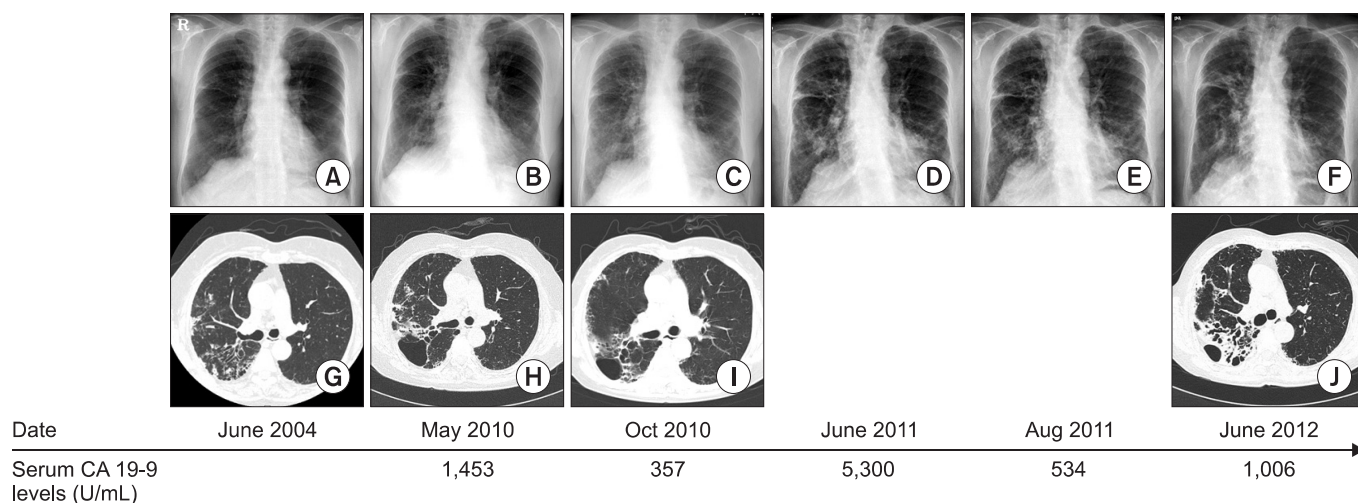 R
A B C D E F
G H I J
Date June 2004 May 2010 Oct 2010 June 2011 Aug 2011 June 2012
Serum CA 19-9 1,453 357 5,300 534 1,006
levels (U/mL)